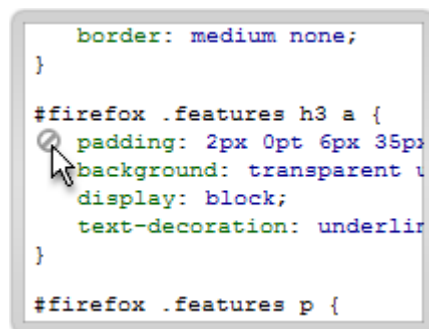 border: medium none;
}
#firefox .features h3 a {
padding: 2px 0pt 6px 35px
background: transparent
display: block;
text-decoration:
}
#firefox .features p {